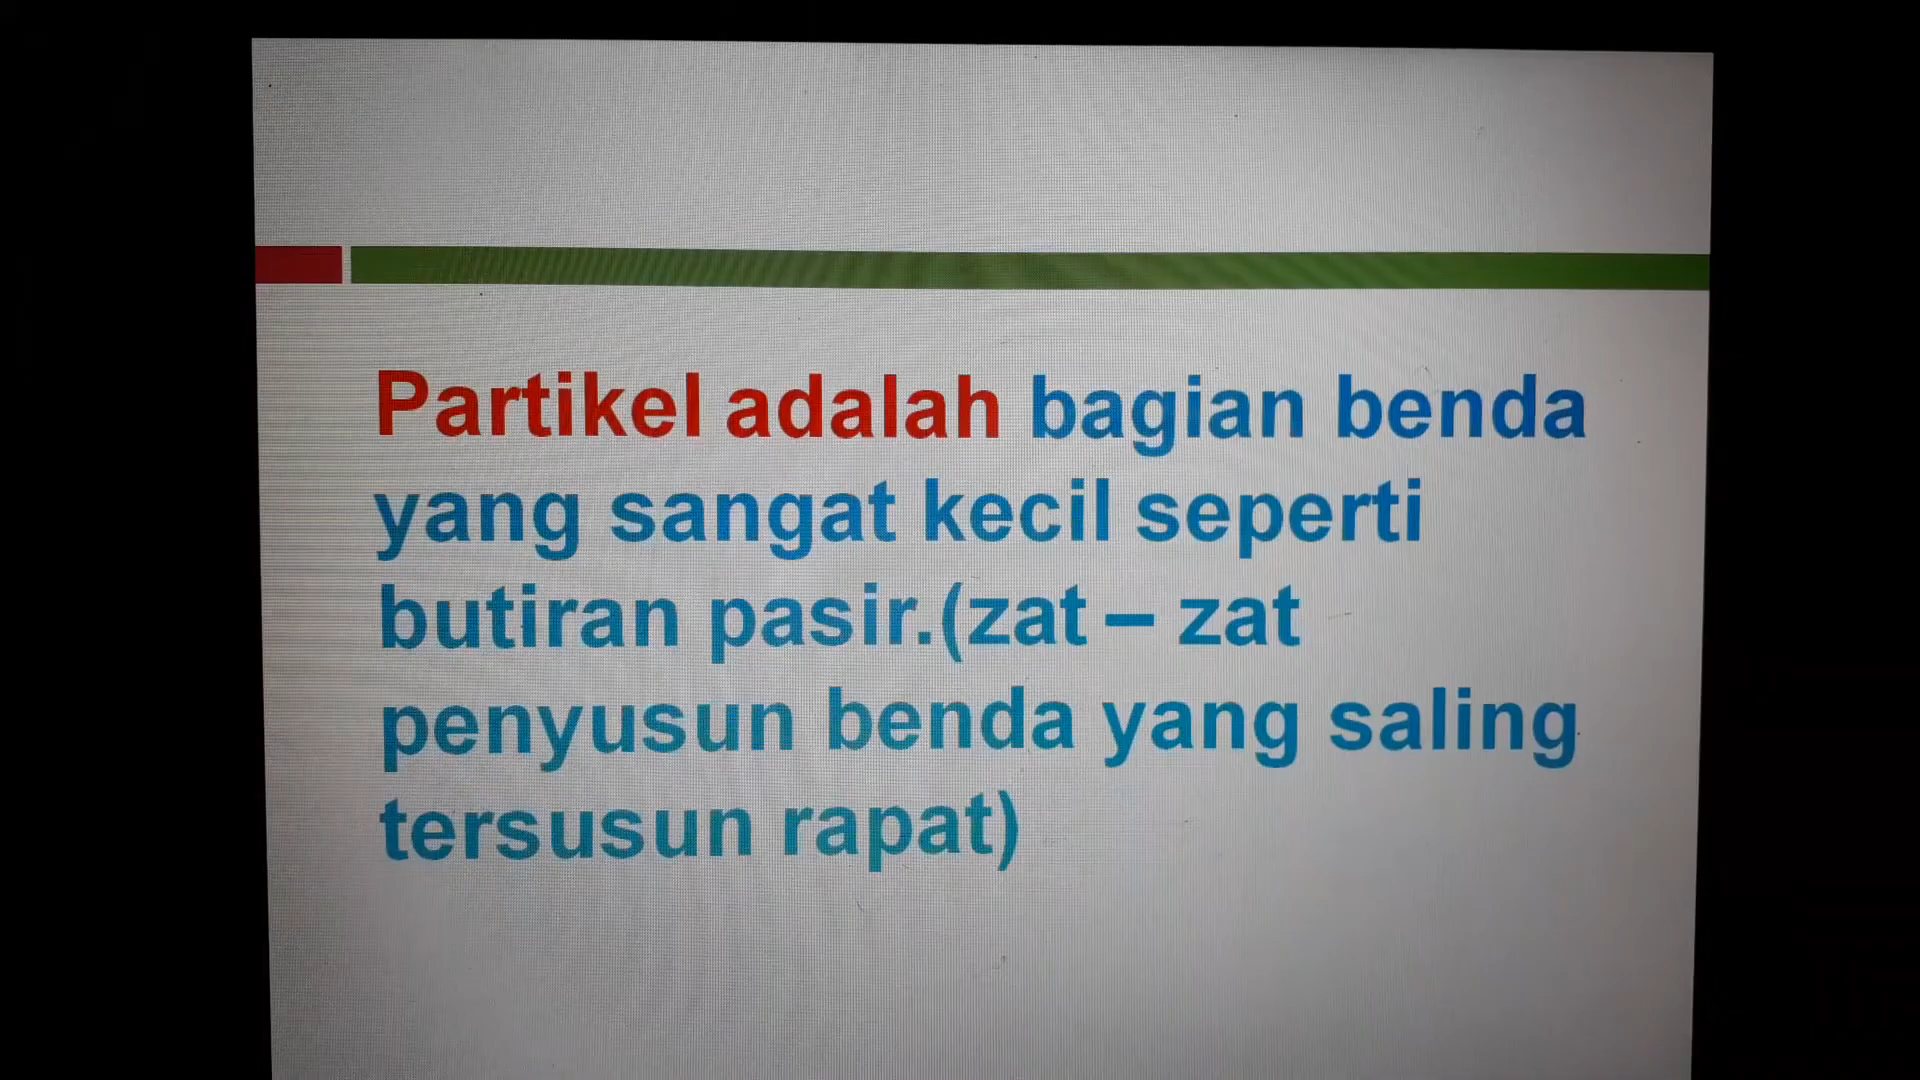 Partikel adalah bagian benda
yang sangat kecil seperti
butiran pasir.(zat – zat
penyusun benda yang saling
tersusun rapat)